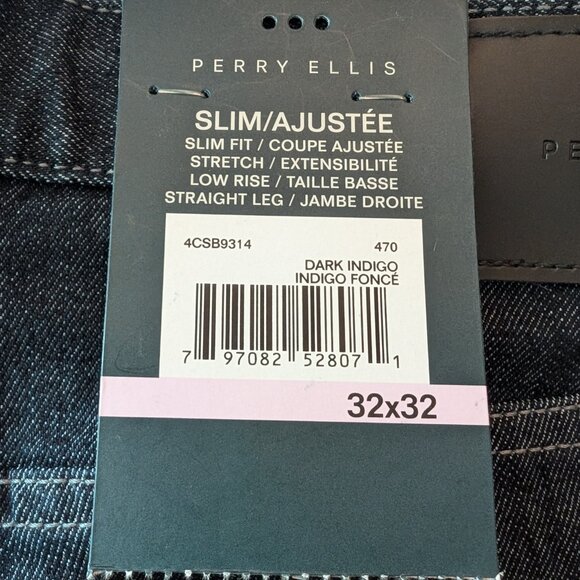 PERRY ELLIS
SLIM/AJUSTÉE
SLIM FIT / COUPE AJUSTÉE
STRETCH / EXTENSIBILITÉ
LOW RISE / TAILLE BASSE
STRAIGHT LEG / JAMBE DROITE
4CSB9314 470
DARK INDIGO
INDIGO FONCÉ
7 97082 52807 1
32x32
PE